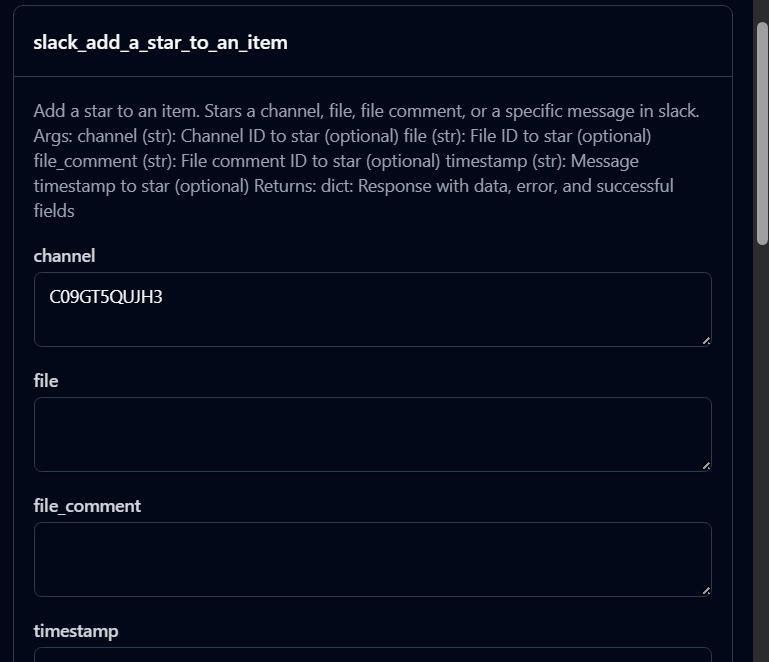 slack_add_a_star_to_an_item
Add a star to an item. Stars a channel, file, file comment, or a specific message in slack.
Args: channel (str): Channel ID to star (optional) file (str): File ID to star (optional)
file_comment (str): File comment ID to star (optional) timestamp (str): Message
timestamp to star (optional) Returns: dict: Response with data, error, and successful
fields
channel
C09GT5QUJH3
file
file_comment
timestamp